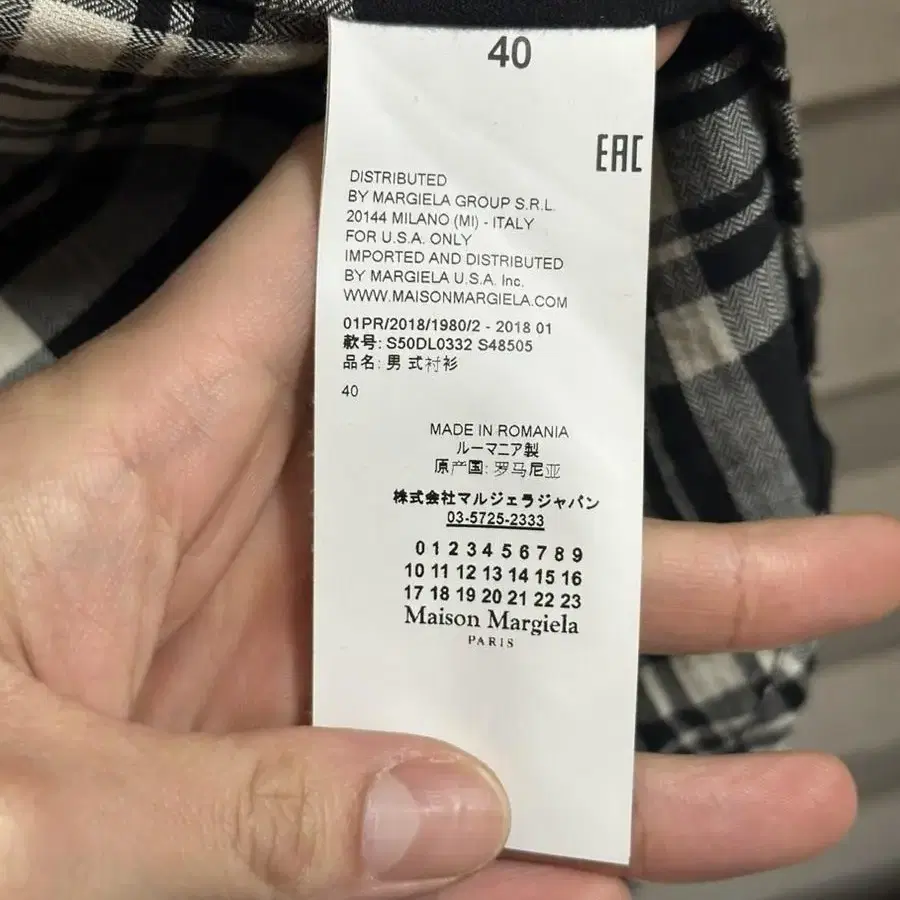 40
EAC
DISTRIBUTED
BY MARGIELA GROUP S.R.L.
20144 MILANO (MI) - ITALY
FOR U.S.A. ONLY
IMPORTED AND DISTRIBUTED
BY MARGIELA U.S.A. Inc.
WWW.MAISONMARGIELA.COM
01PR/2018/1980/2 - 2018 01
款号: S50DL0332 S48505
品名: 男 式衬衫
40
MADE IN ROMANIA
ルーマニア製
原产国: 罗马尼亚
株式会社マルジェラジャパン
03-5725-2333
0 1 2 3 4 5 6 7 8 9
10 11 12 13 14 15 16
17 18 19 20 21 22 23
Maison Margiela
PARIS